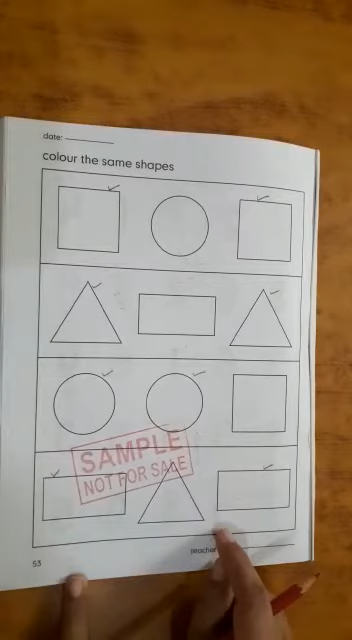 date:
colour the same shapes
SAMPLE
NOT FOR SALE
53
teacher